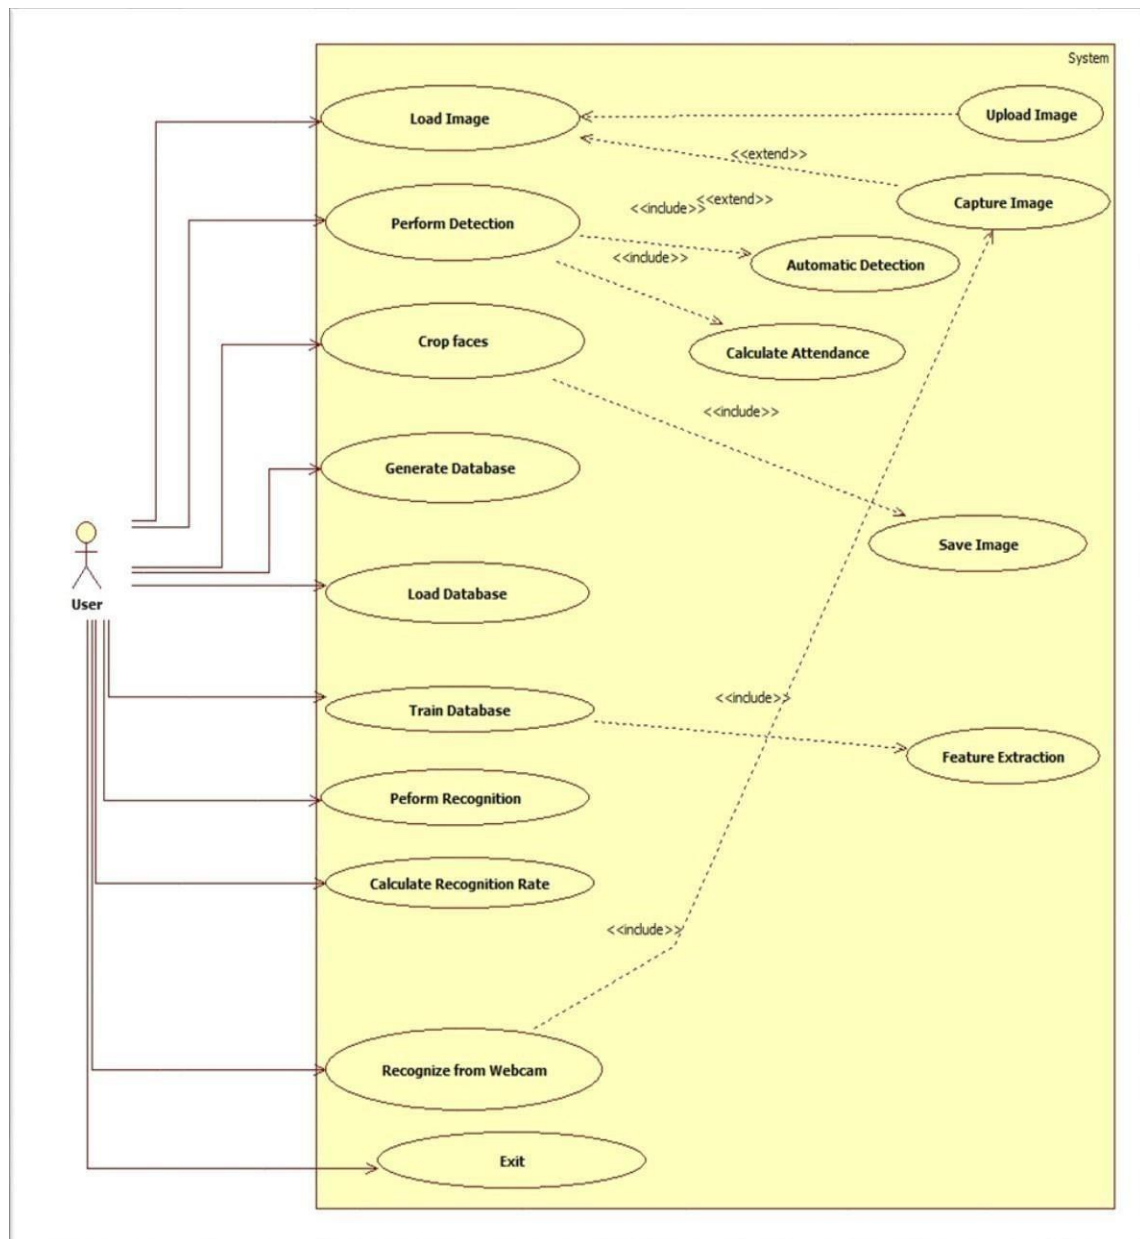 System
Load Image
Upload Image
<<extend>>
Capture Image
<<extend>>
<<include>>
Perform Detection
<<include>>
Automatic Detection
Crop faces
Calculate Attendance
<<include>>
Generate Database
Save Image
Load Database
User
<<include>>
Train Database
Feature Extraction
Peform Recognition
Calculate Recognition Rate
<<include>>
Recognize from Webcam
Exit